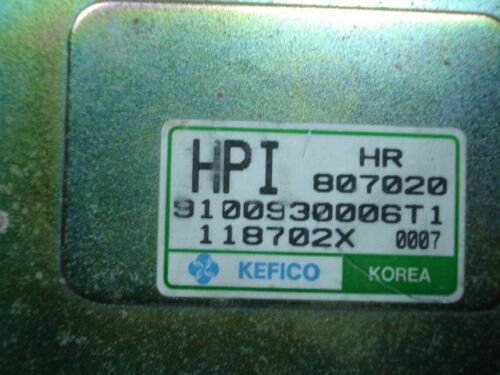 HPI HR
807020
9100930006T1
118702X 0007
KEFICO KOREA